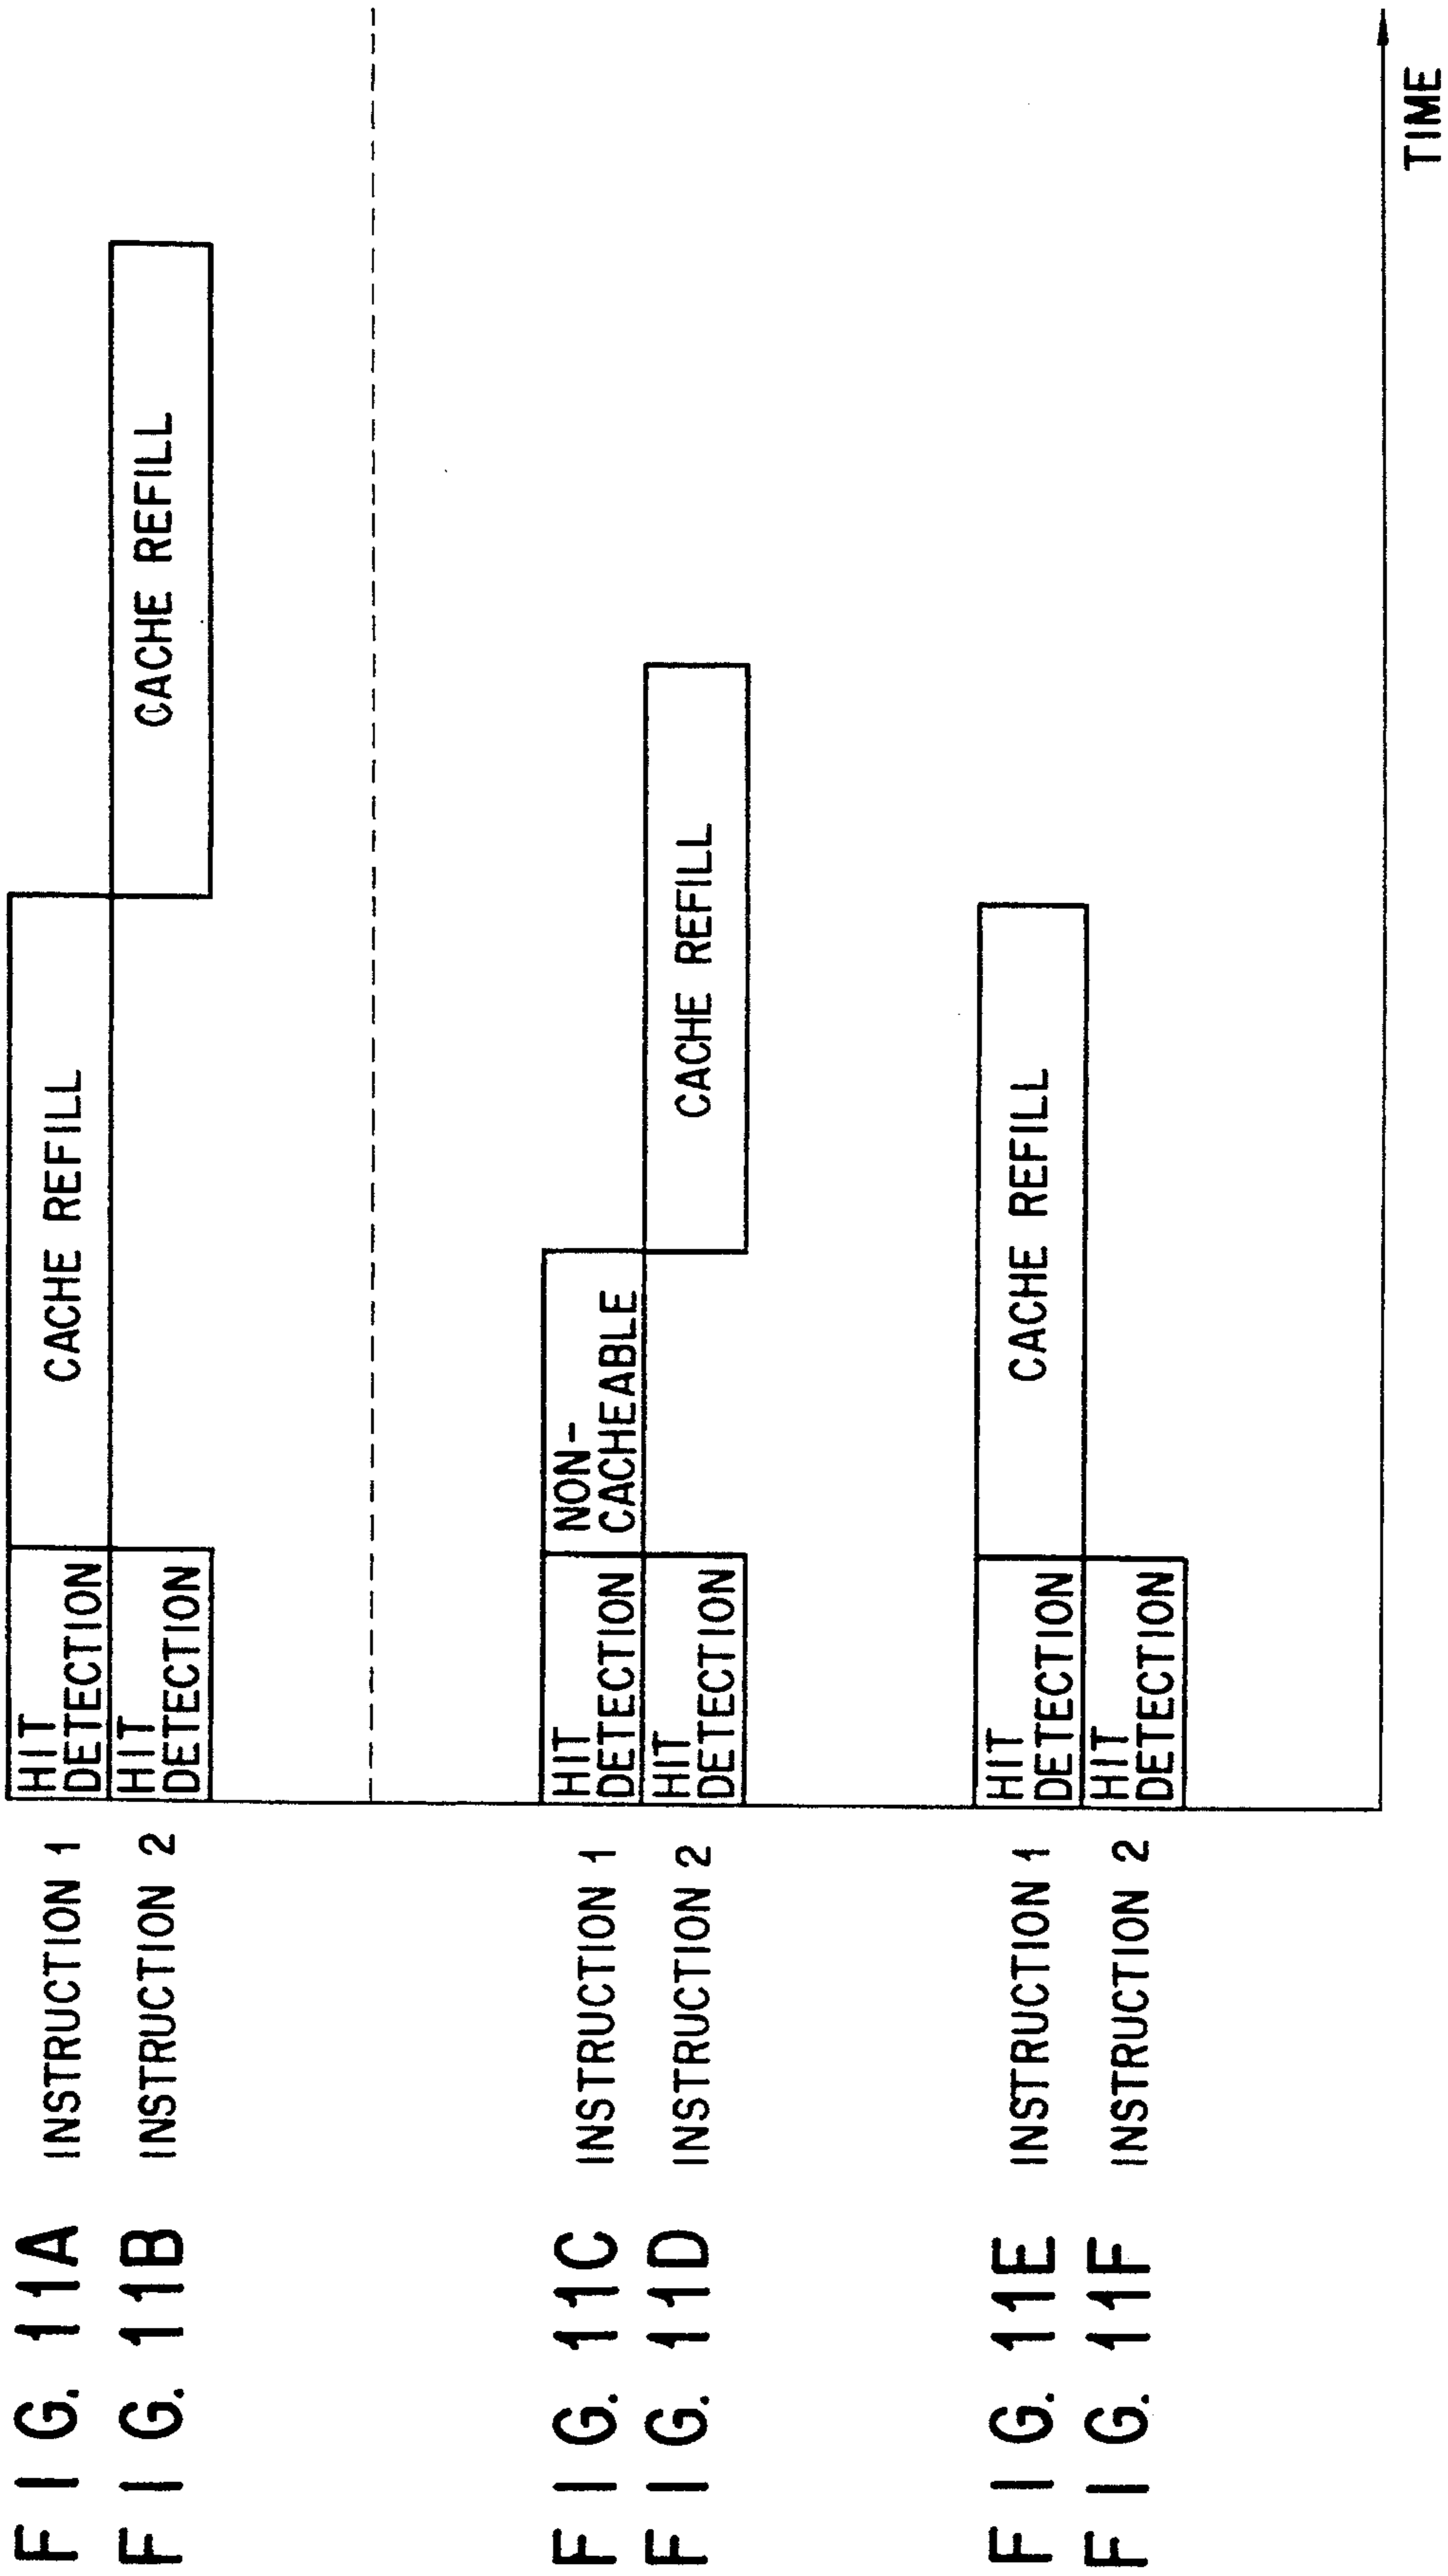 FIG. 11A INSTRUCTION 1
HIT
DETECTION
CACHE REFILL
FIG. 11B INSTRUCTION 2
HIT
DETECTION
CACHE REFILL
FIG. 11C INSTRUCTION 1
HIT
DETECTION
NON-
CACHEABLE
FIG. 11D INSTRUCTION 2
HIT
DETECTION
CACHE REFILL
FIG. 11E INSTRUCTION 1
HIT
DETECTION
CACHE REFILL
FIG. 11F INSTRUCTION 2
HIT
DETECTION
TIME